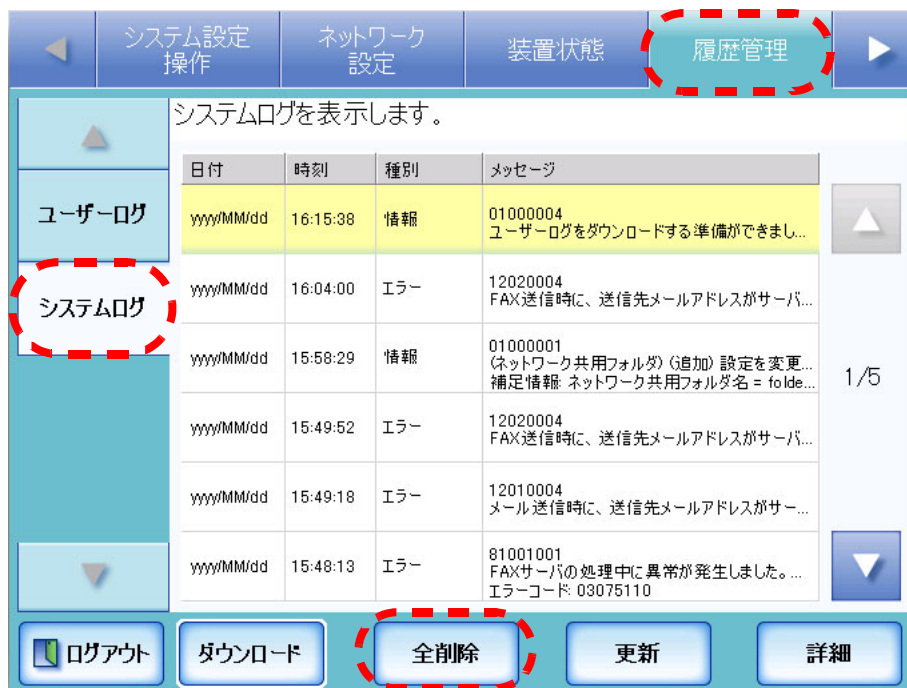 システム設定
操作
ネットワーク
設定
装置状態
履歴管理
システムログを表示します。
ユーザーログ
システムログ
日付 時刻 種別 メッセージ
yyyy/MM/dd 16:15:38 情報 01000004
ユーザーログをダウンロードする準備ができまし...
yyyy/MM/dd 16:04:00 エラー 12020004
FAX送信時に、送信先メールアドレスがサーバ...
yyyy/MM/dd 15:58:29 情報 01000001
(ネットワーク共用フォルダ) (追加) 設定を変更...
補足情報: ネットワーク共用フォルダ名 = folde...
yyyy/MM/dd 15:49:52 エラー 12020004
FAX送信時に、送信先メールアドレスがサーバ...
yyyy/MM/dd 15:49:18 エラー 12010004
メール送信時に、送信先メールアドレスがサー...
yyyy/MM/dd 15:48:13 エラー 81001001
FAXサーバの処理中に異常が発生しました。...
エラーコード: 03075110
1/5
ログアウト
ダウンロード
全削除
更新
詳細